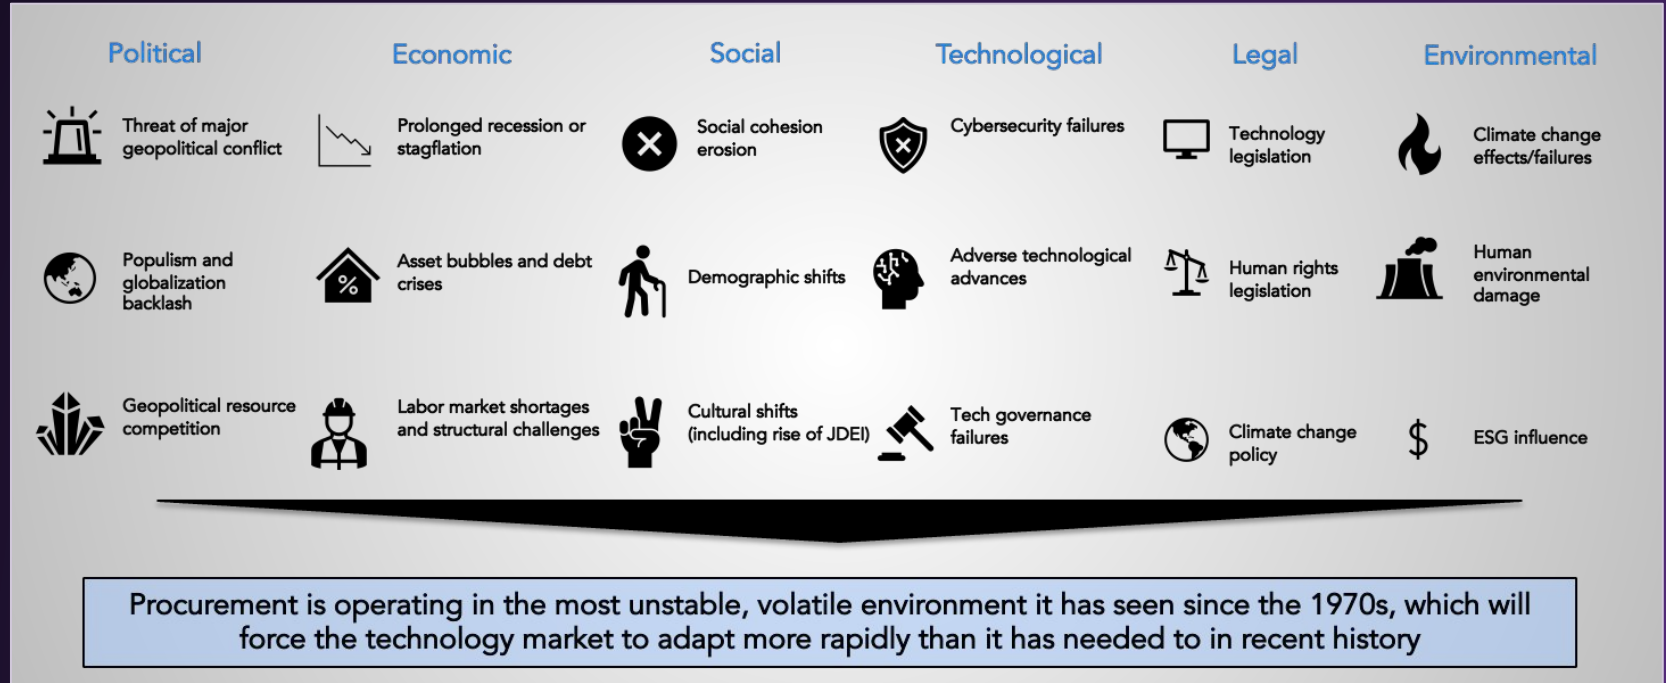 Political
Threat of major
geopolitical conflict
Populism and
globalization
backlash
Geopolitical resource
competition
Economic
Prolonged recession or
stagflation
%
Asset bubbles and debt
crises
Labor market shortages
and structural challenges
Social
Social cohesion
erosion
Demographic shifts
Cultural shifts
(including rise of JDEI)
Technological
Cybersecurity failures
Adverse technological
advances
Tech governance
failures
Legal
Technology
legislation
Human rights
legislation
Climate change
policy
Environmental
Climate change
effects/failures
Human
environmental
damage
$
ESG influence
Procurement is operating in the most unstable, volatile environment it has seen since the 1970s, which will
force the technology market to adapt more rapidly than it has needed to in recent history